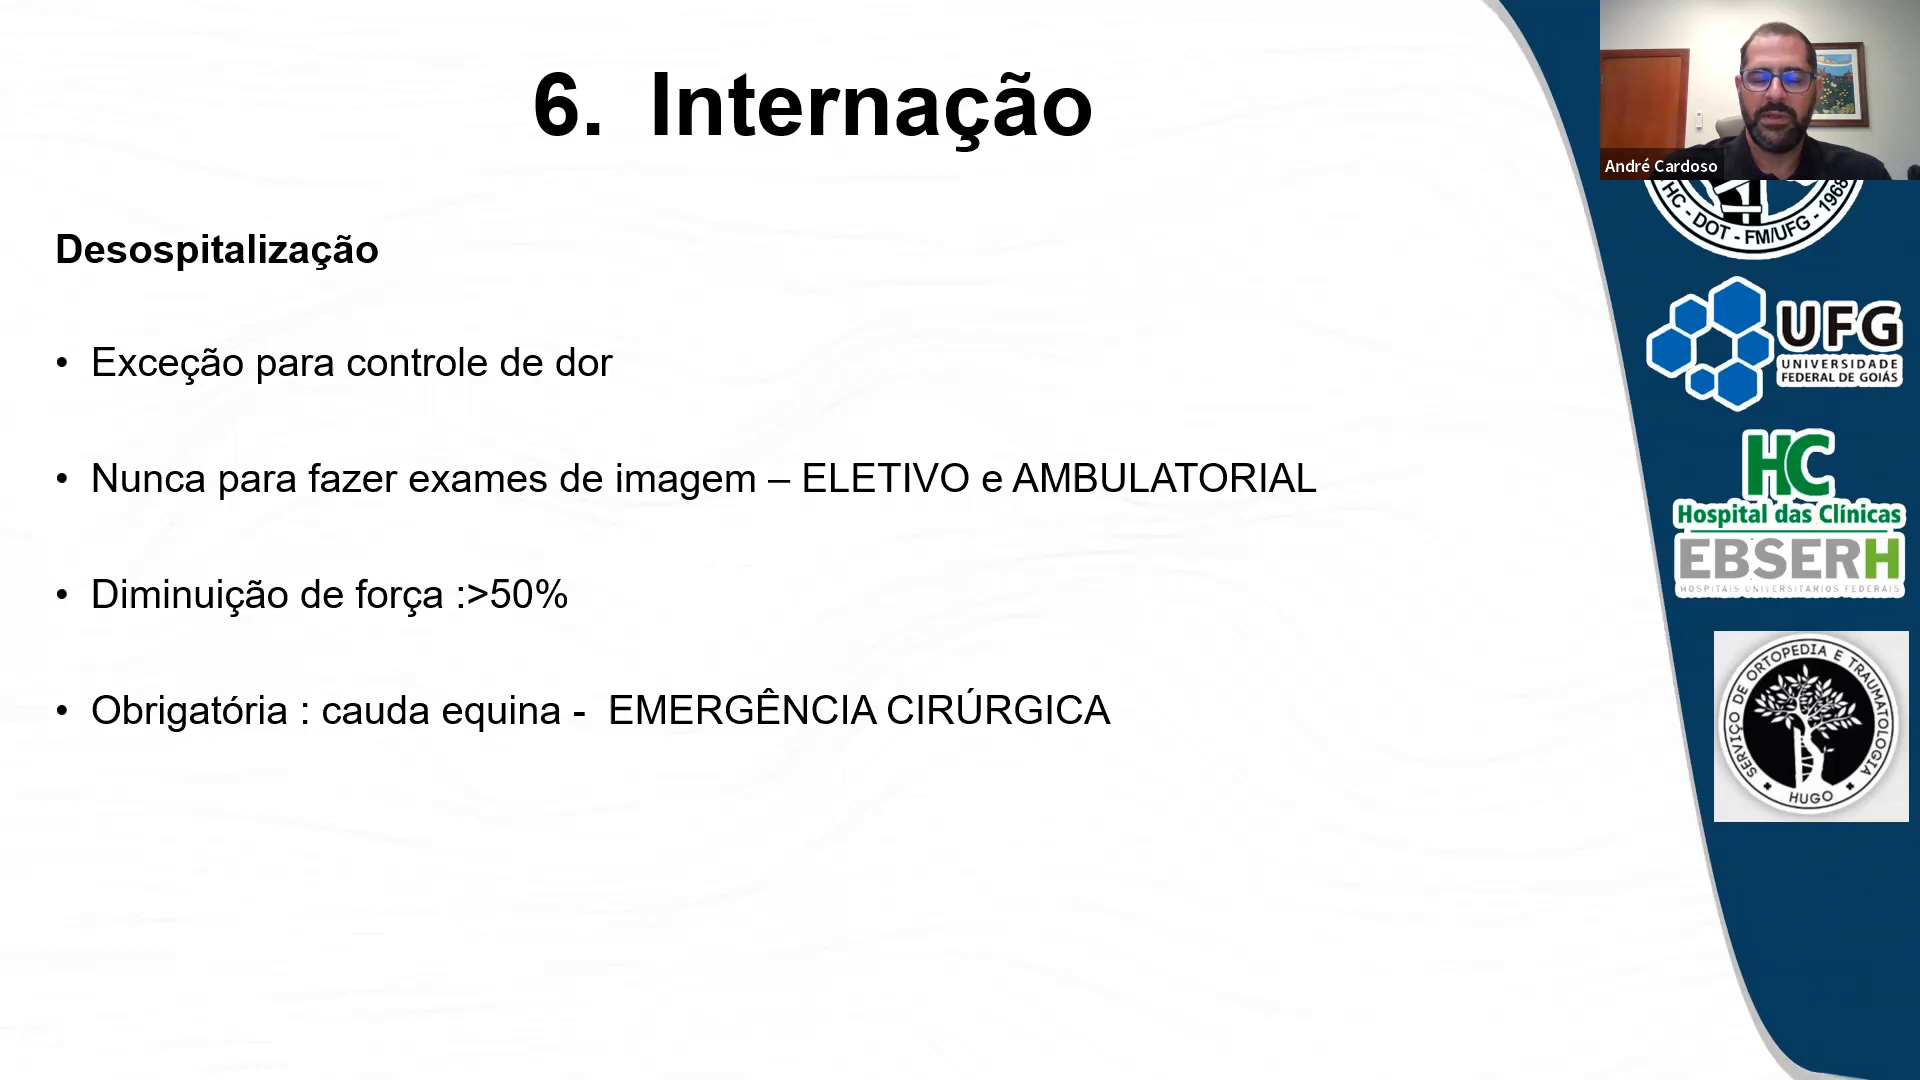 6. Internação
André Cardoso
HC - DOT - FM/UFG - 1968
Desospitalização
• Exceção para controle de dor
• Nunca para fazer exames de imagem – ELETIVO e AMBULATORIAL
• Diminuição de força :>50%
• Obrigatória : cauda equina - EMERGÊNCIA CIRÚRGICA
UFG
UNIVERSIDADE
FEDERAL DE GOIÁS
HC
Hospital das Clínicas
EBSERH
HOSPITAIS UNIVERSITÁRIOS FEDERAIS
SERVIÇO DE ORTOPEDIA E TRAUMATOLOGIA
HUGO